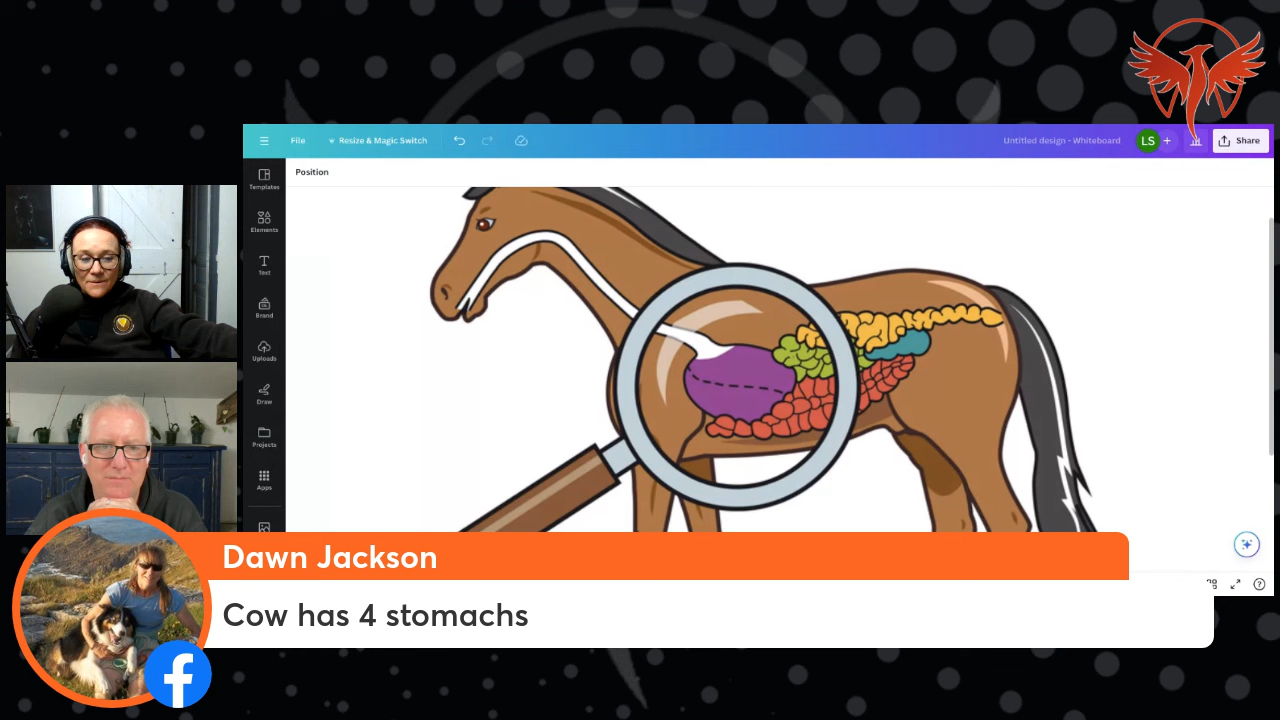 File
Resize & Magic Switch
Untitled design - Whiteboard
LS
+
Share
Templates
Position
Elements
Text
Brand
Uploads
Draw
Projects
Apps
Dawn Jackson
Cow has 4 stomachs